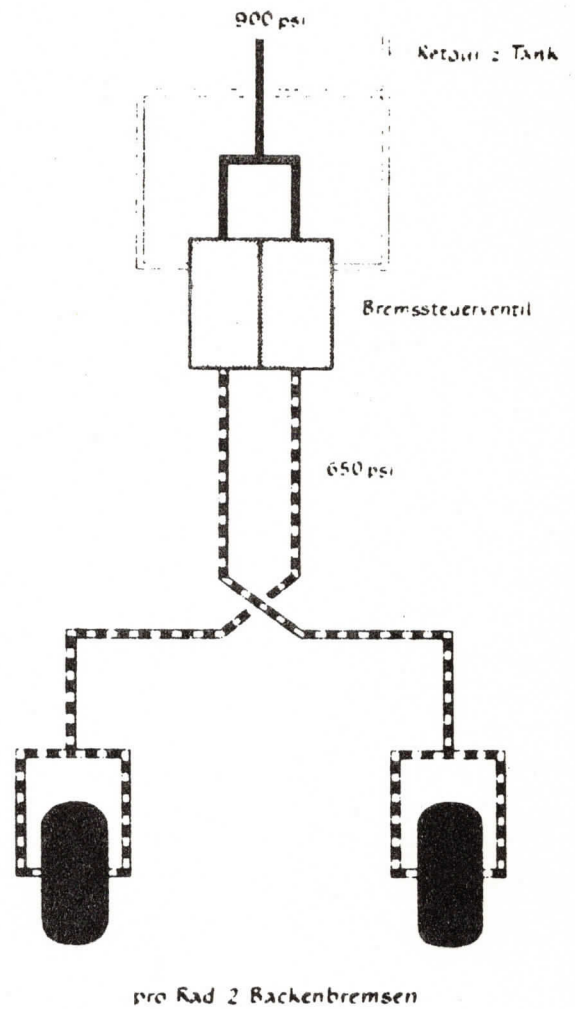 900 psi
Retour z Tank
Bremssteuerventil
650 psi
pro Rad 2 Backenbremsen